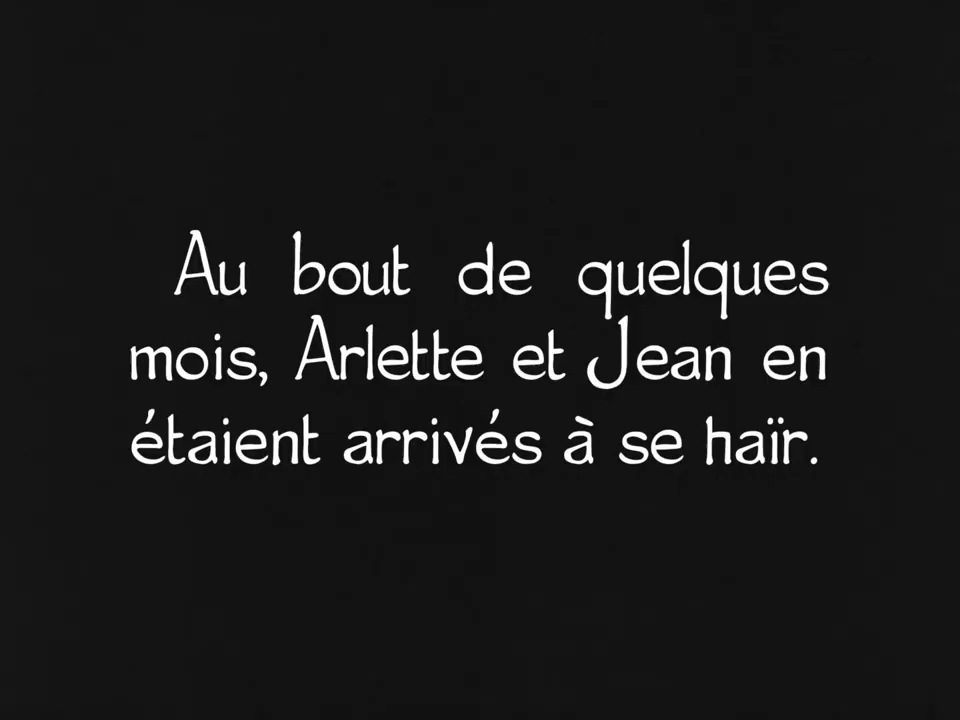 Au bout de quelques
mois, Arlette et Jean en
étaient arrivés à se haïr.